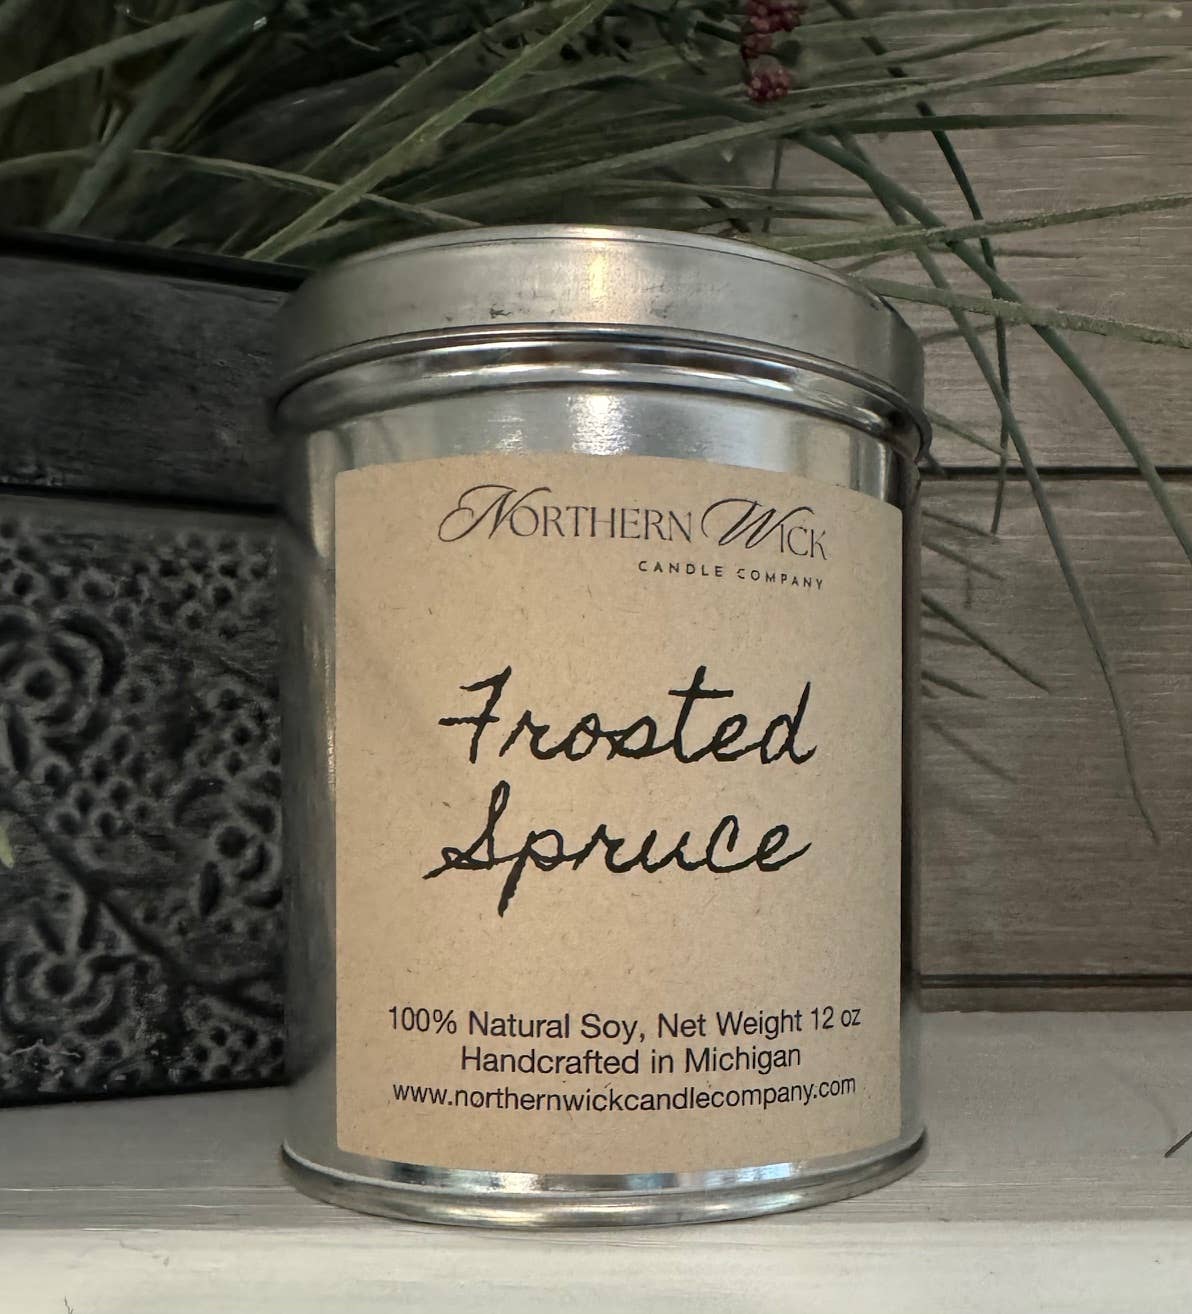 NORTHERN WICK
CANDLE COMPANY
Frosted
Spruce
100% Natural Soy, Net Weight 12 oz
Handcrafted in Michigan
www.northernwickcandlecompany.com